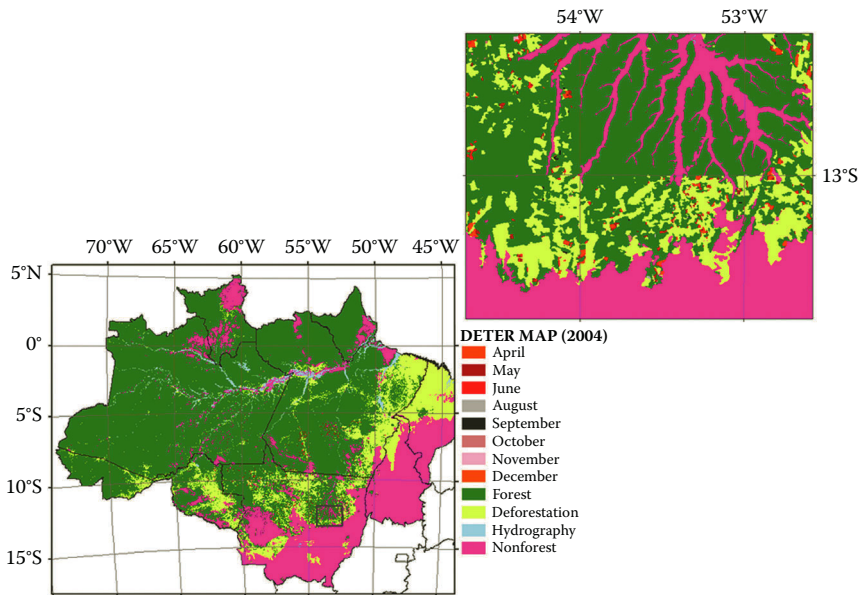 54°W 53°W
13°S
70°W 65°W 60°W 55°W 50°W 45°W
5°N
0°
5°S
10°S
15°S
DETER MAP (2004)
April
May
June
August
September
October
November
December
Forest
Deforestation
Hydrography
Nonforest